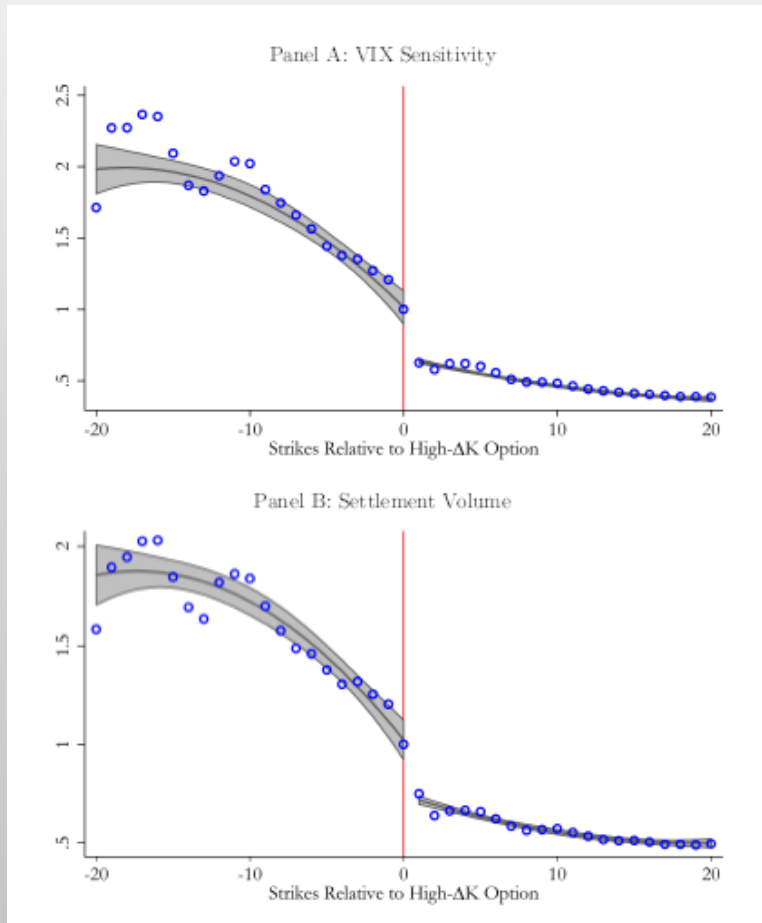 Panel A: VIX Sensitivity
2.5
2
1.5
1
.5
-20 -10 0 10 20
Strikes Relative to High-ΔK Option
Panel B: Settlement Volume
2
1.5
1
.5
-20 -10 0 10 20
Strikes Relative to High-ΔK Option